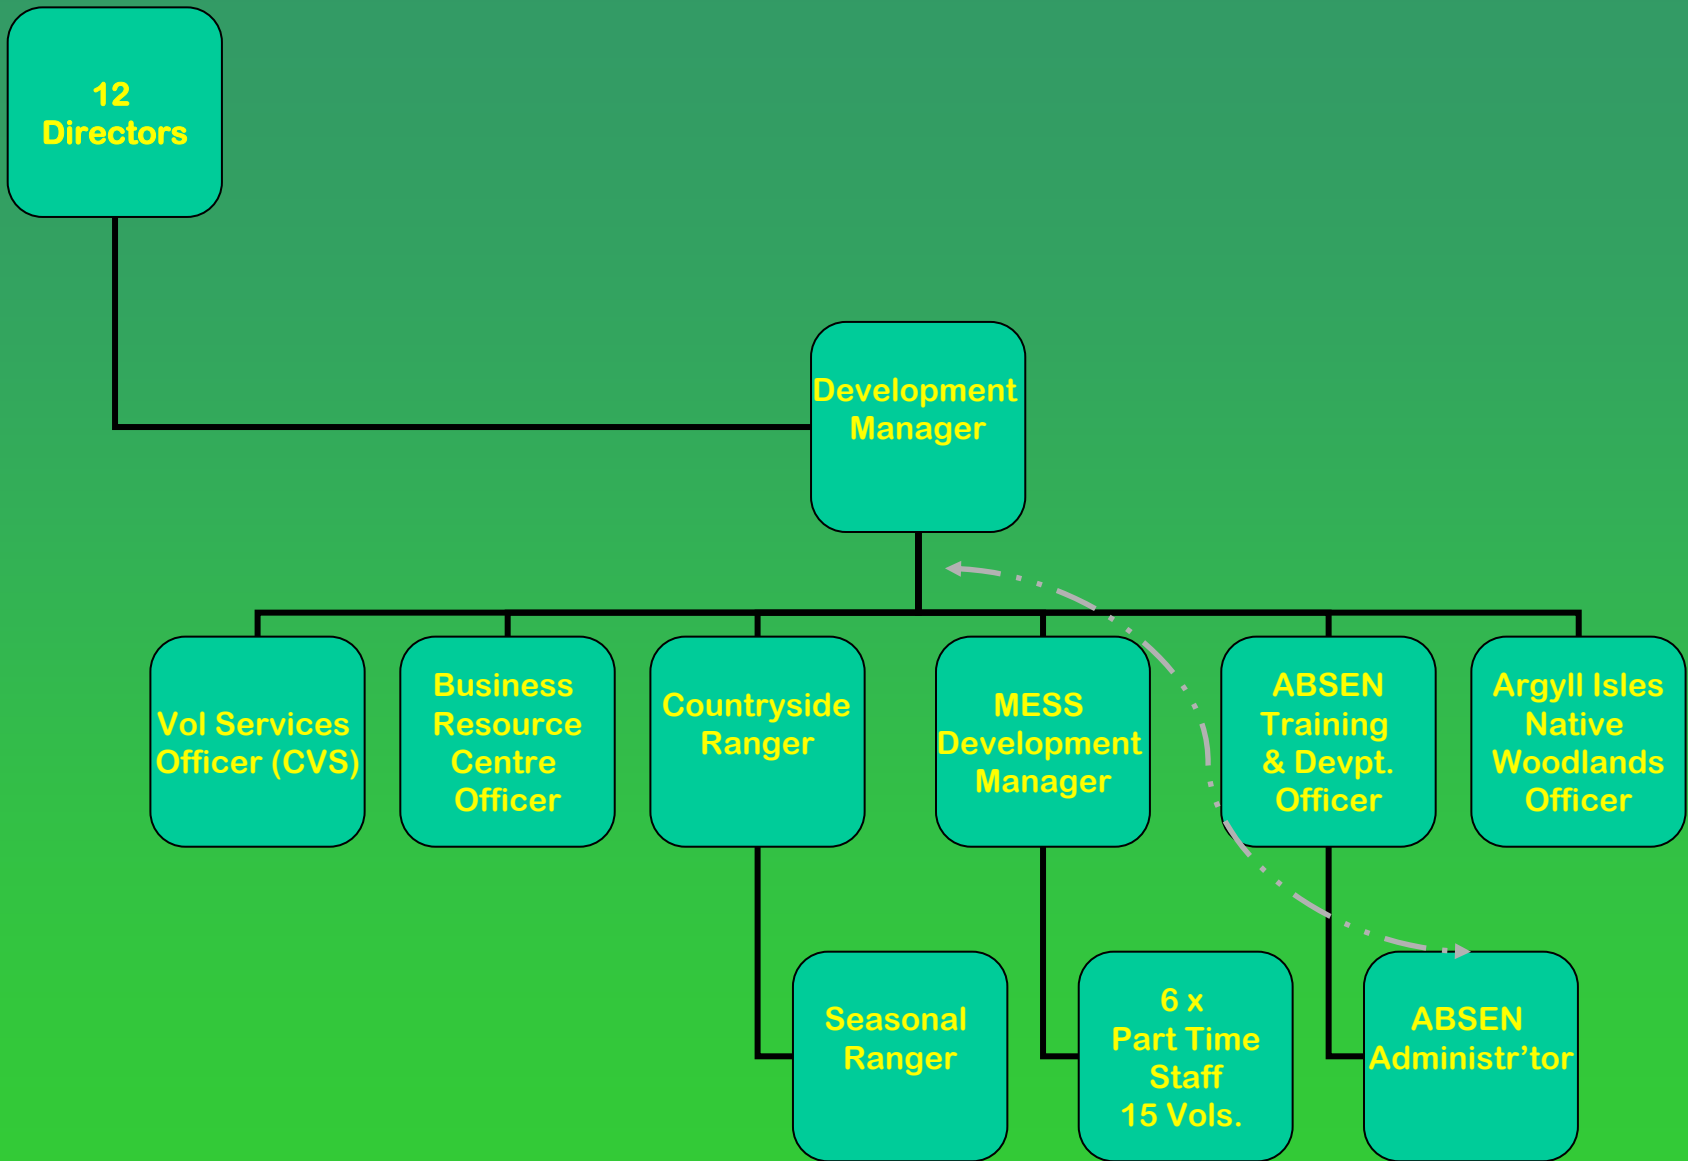 12
Directors
Development
Manager
Vol Services
Officer (CVS)
Business
Resource
Centre
Officer
Countryside
Ranger
MESS
Development
Manager
ABSEN
Training
& Devpt.
Officer
Argyll Isles
Native
Woodlands
Officer
Seasonal
Ranger
6 x
Part Time
Staff
15 Vols.
ABSEN
Administr’tor